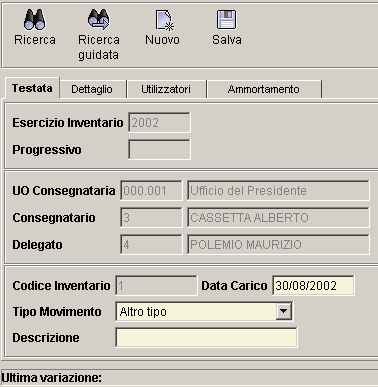 Ricerca Ricerca guidata Nuovo Salva
Testata Dettaglio Utilizzatori Ammortamento
Esercizio Inventario 2002
Progressivo
UO Consegnataria 000.001 Ufficio del Presidente
Consegnatario 3 CASSETTA ALBERTO
Delegato 4 POLEMIO MAURIZIO
Codice Inventario 1 Data Carico 30/08/2002
Tipo Movimento Altro tipo
Descrizione
Ultima variazione: